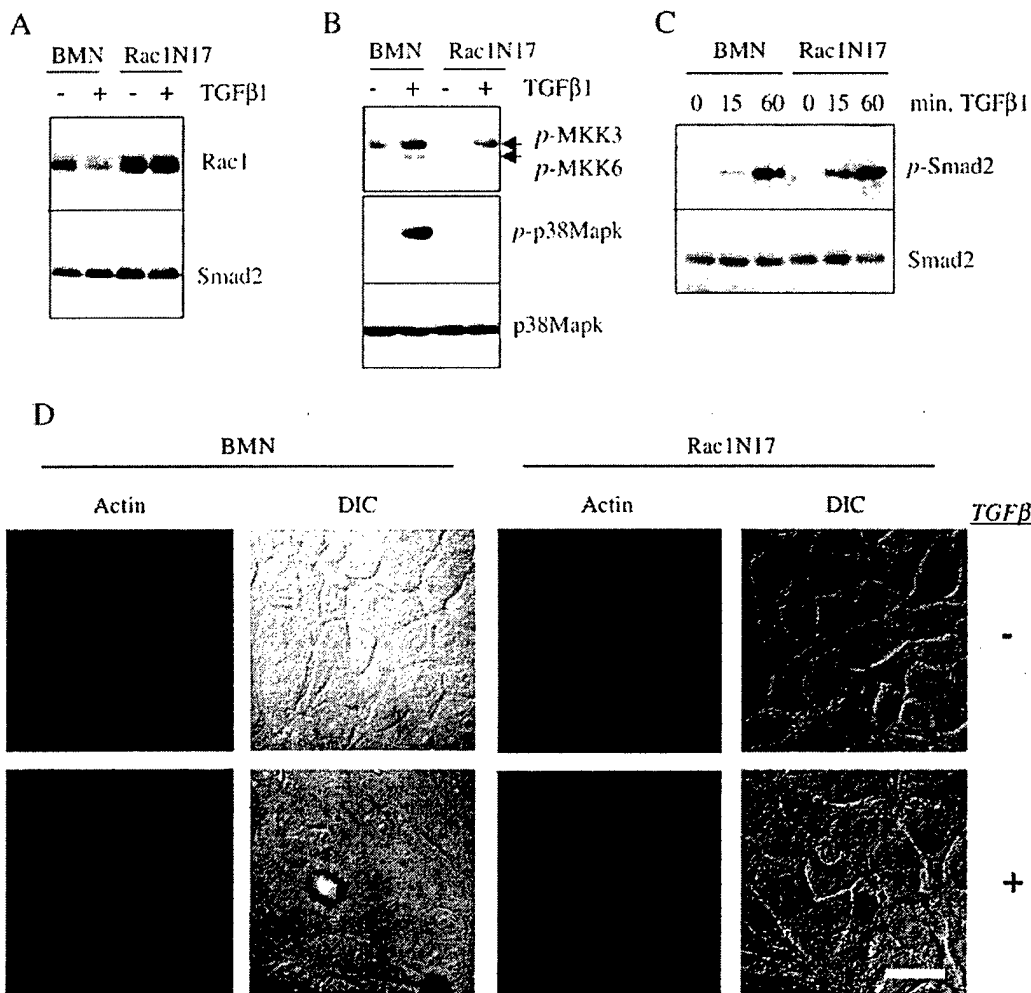 A
BMN Rac1N17
- + - + TGFβ1
Rac1
Smad2
B
BMN Rac1N17
- + - + TGFβ1
p-MKK3
p-MKK6
p-p38Mapk
p38Mapk
C
BMN Rac1N17
0 15 60 0 15 60 min. TGFβ1
p-Smad2
Smad2
D
BMN Rac1N17
Actin DIC Actin DIC TGFβ
-
+